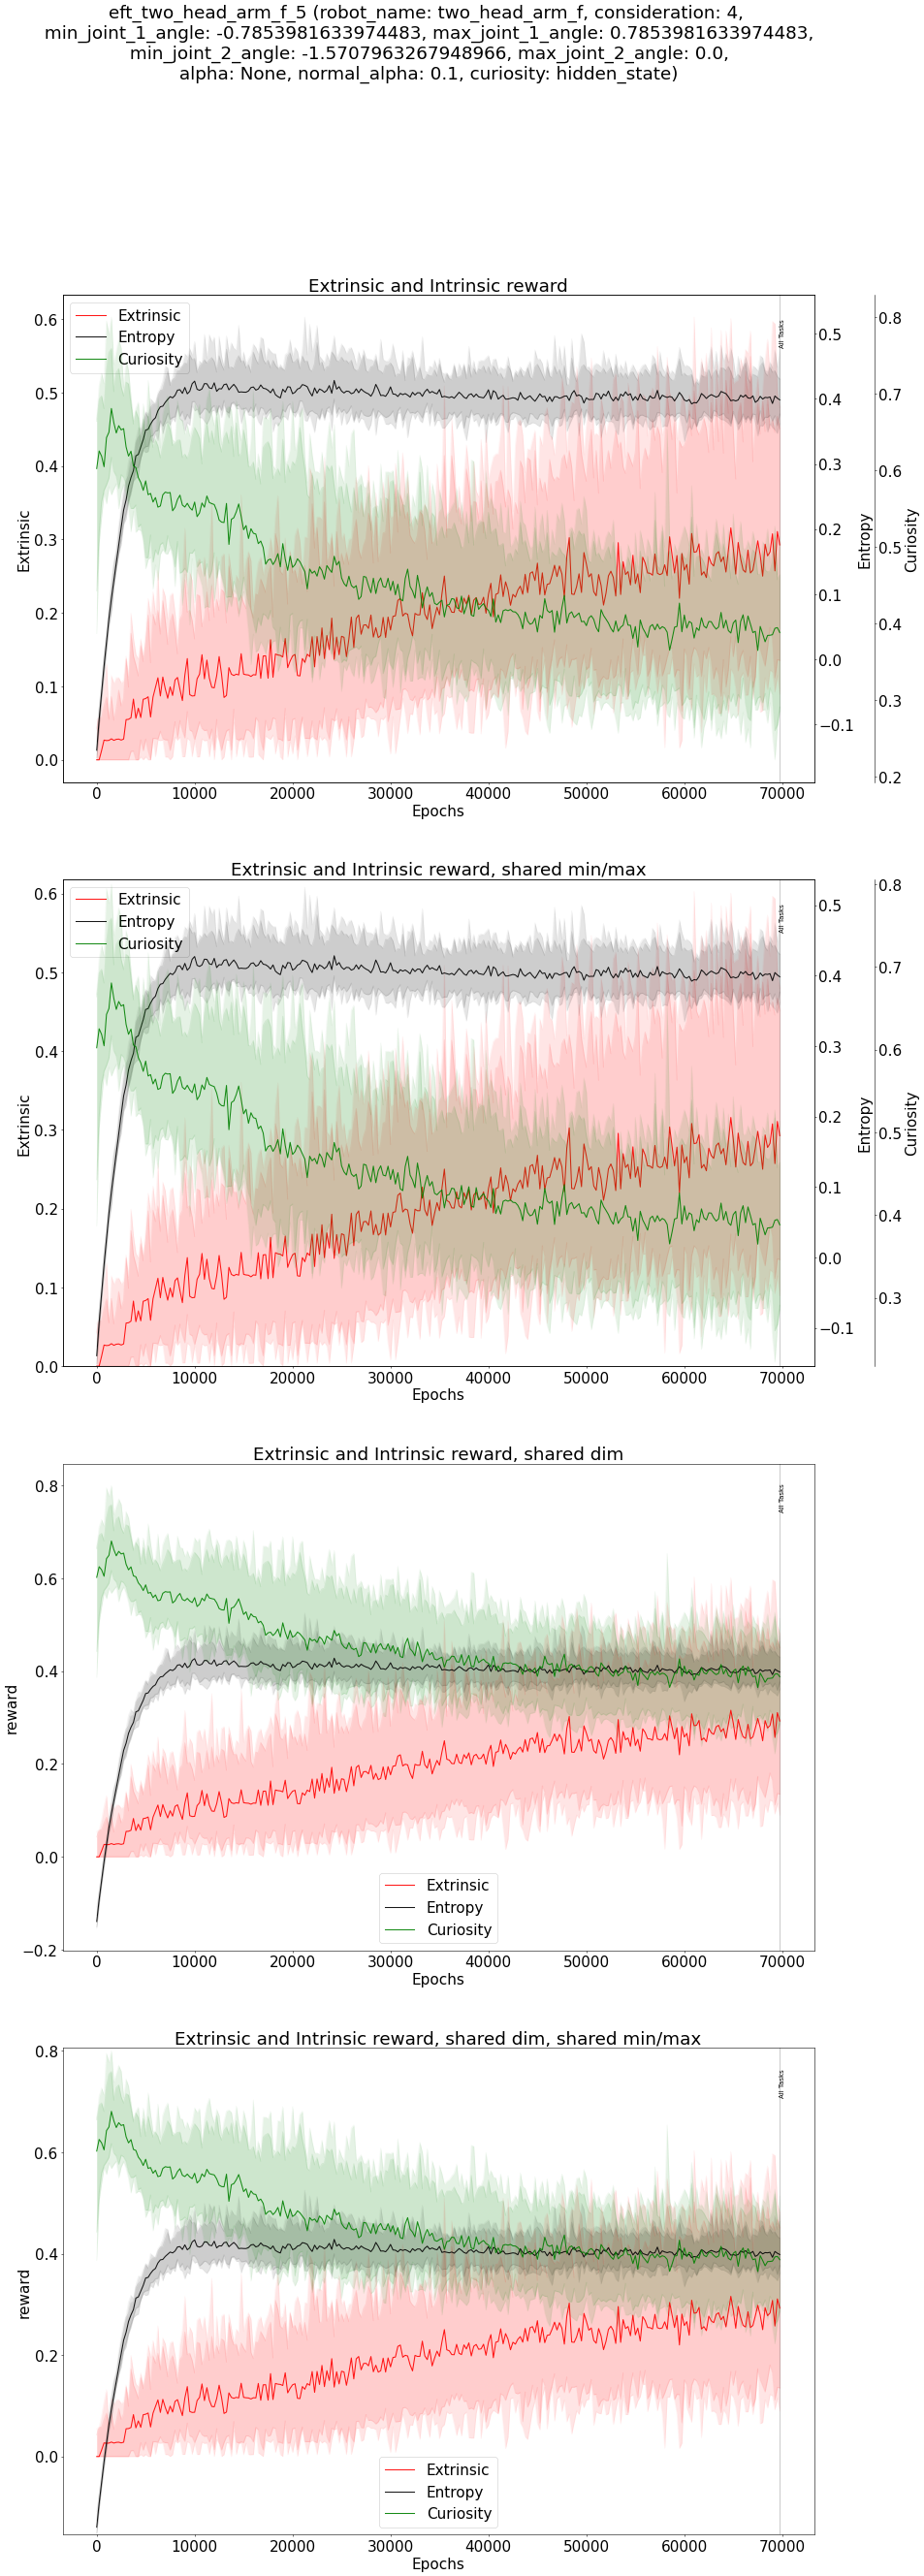 eft_two_head_arm_f_5 (robot_name: two_head_arm_f, consideration: 4,
min_joint_1_angle: -0.7853981633974483, max_joint_1_angle: 0.7853981633974483,
min_joint_2_angle: -1.5707963267948966, max_joint_2_angle: 0.0,
alpha: None, normal_alpha: 0.1, curiosity: hidden_state)
Extrinsic and Intrinsic reward
Extrinsic
Entropy
Curiosity
All Tasks
0.6
0.5
0.4
0.3
0.2
0.1
0.0
Extrinsic
0.5
0.4
0.3
0.2
0.1
0.0
−0.1
Entropy
0.8
0.7
0.6
0.5
0.4
0.3
0.2
Curiosity
0 10000 20000 30000 40000 50000 60000 70000
Epochs
Extrinsic and Intrinsic reward, shared min/max
Extrinsic
Entropy
Curiosity
All Tasks
0.6
0.5
0.4
0.3
0.2
0.1
0.0
Extrinsic
0.5
0.4
0.3
0.2
0.1
0.0
−0.1
Entropy
0.8
0.7
0.6
0.5
0.4
0.3
Curiosity
0 10000 20000 30000 40000 50000 60000 70000
Epochs
Extrinsic and Intrinsic reward, shared dim
All Tasks
0.8
0.6
0.4
0.2
0.0
−0.2
reward
Extrinsic
Entropy
Curiosity
0 10000 20000 30000 40000 50000 60000 70000
Epochs
Extrinsic and Intrinsic reward, shared dim, shared min/max
All Tasks
0.8
0.6
0.4
0.2
0.0
reward
Extrinsic
Entropy
Curiosity
0 10000 20000 30000 40000 50000 60000 70000
Epochs